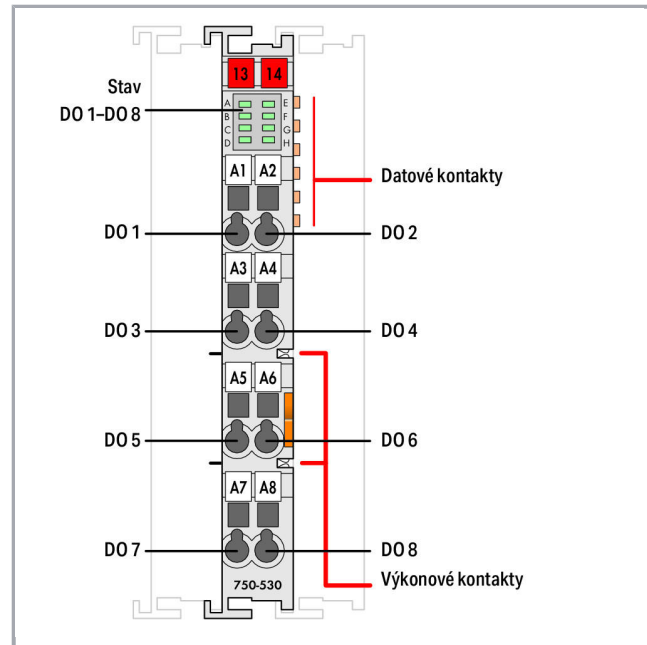 13 14
Stav
DO 1–DO 8
A E
B F
C G
D H
A1 A2
Datové kontakty
DO 1 DO 2
A3 A4
DO 3 DO 4
A5 A6
DO 5 DO 6
A7 A8
DO 7 DO 8
Výkonové kontakty
750-530